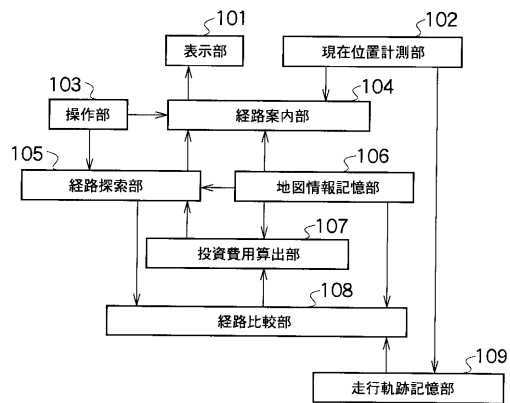 101
102
表示部
現在位置計測部
103
104
操作部
経路案内部
105
106
経路探索部
地図情報記憶部
107
投資費用算出部
108
経路比較部
109
走行軌跡記憶部